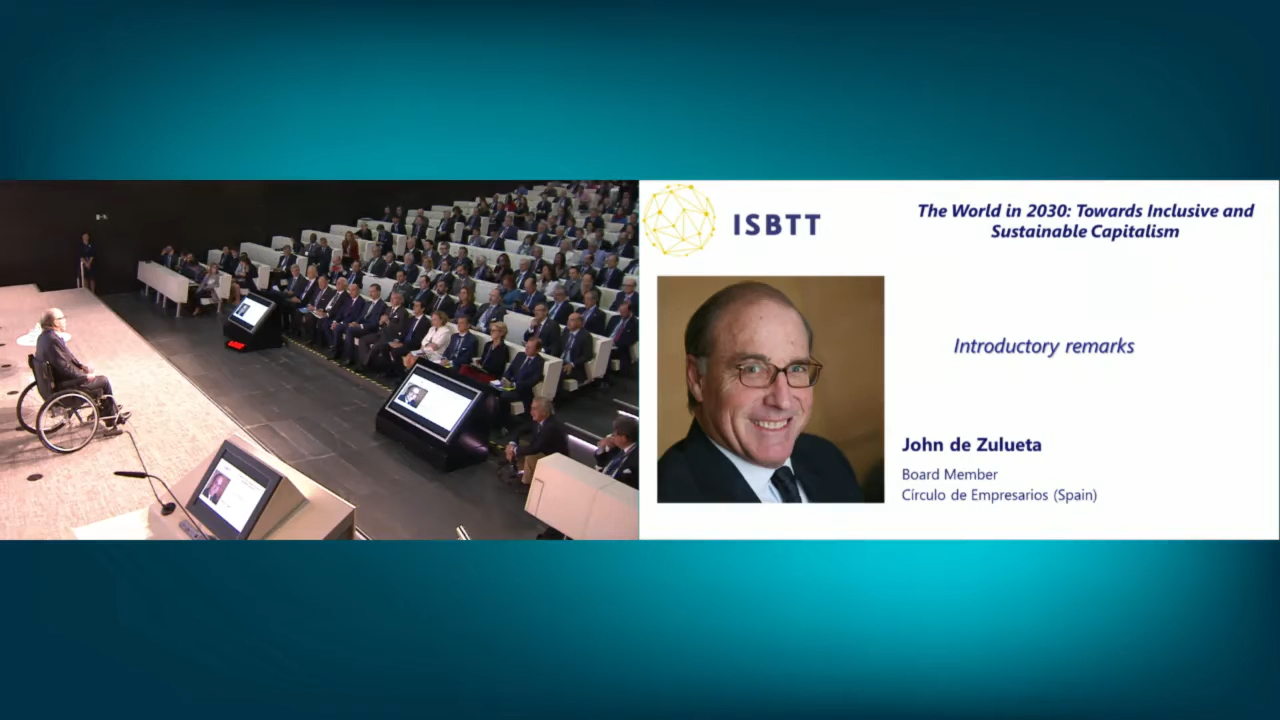 ISBTT
The World in 2030: Towards Inclusive and
Sustainable Capitalism
Introductory remarks
John de Zulueta
Board Member
Círculo de Empresarios (Spain)